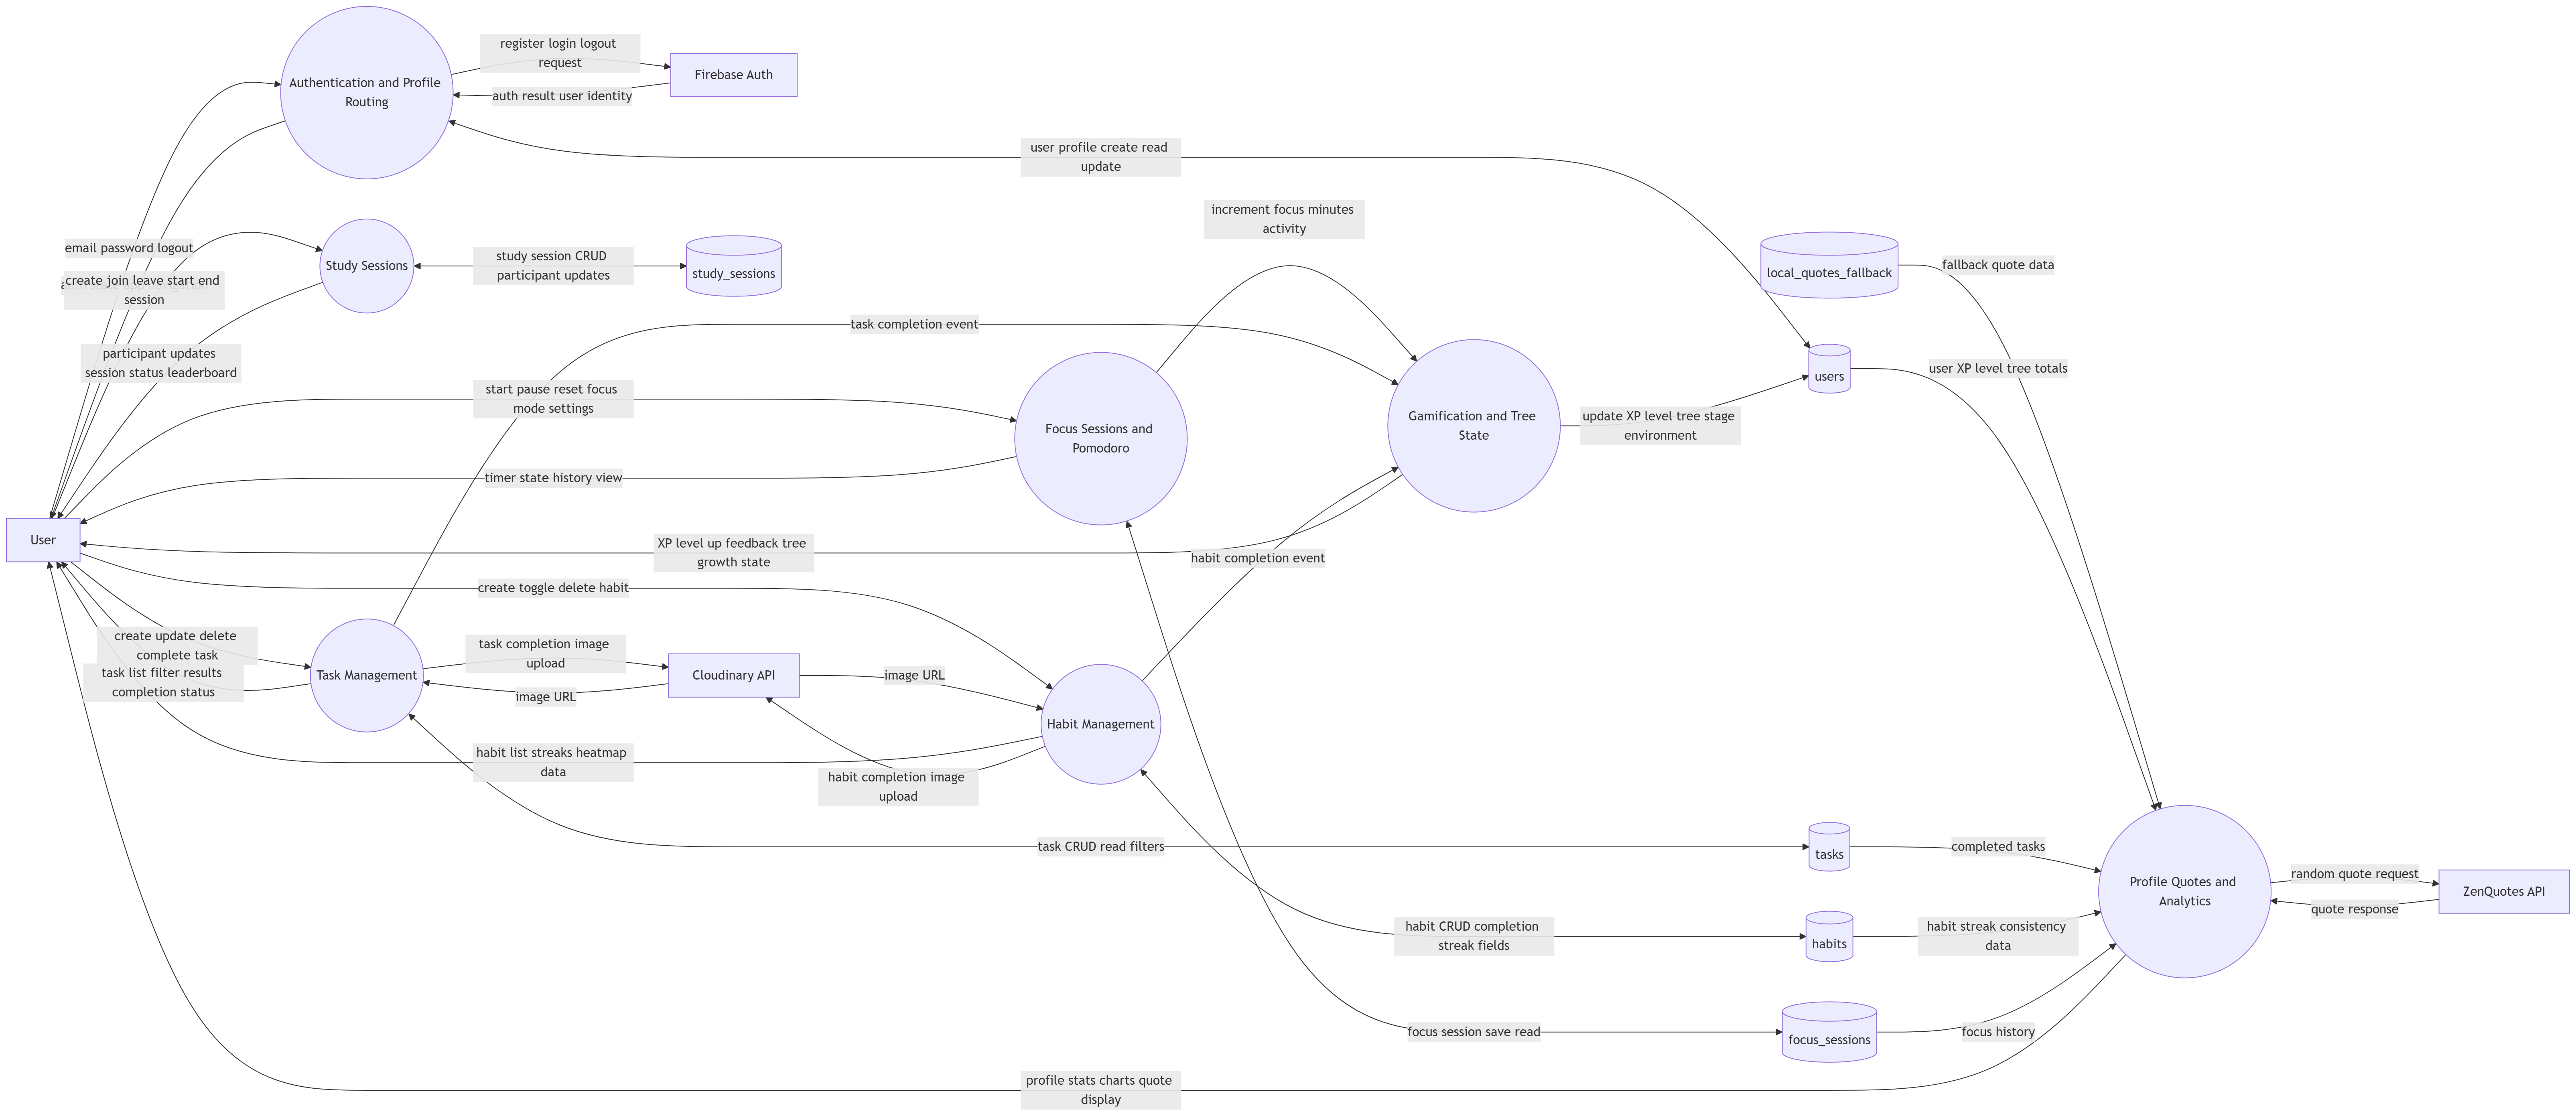 register login logout
request
Firebase Auth
Authentication and Profile
Routing
auth result user identity
user profile create read
update
increment focus minutes
activity
email password logout
create join leave start end
session
Study Sessions
study session CRUD
participant updates
study_sessions
local_quotes_fallback
fallback quote data
task completion event
participant updates
session status leaderboard
users
user XP level tree totals
start pause reset focus
mode settings
Focus Sessions and
Pomodoro
Gamification and Tree
State
update XP level tree stage
environment
timer state history view
User
XP level up feedback tree
growth state
habit completion event
create toggle delete habit
create update delete
complete task
task list filter results
completion status
Task Management
task completion image
upload
image URL
Cloudinary API
image URL
Habit Management
habit list streaks heatmap
data
habit completion image
upload
task CRUD read filters
tasks
completed tasks
Profile Quotes and
Analytics
random quote request
quote response
ZenQuotes API
habit CRUD completion
streak fields
habits
habit streak consistency
data
focus session save read
focus_sessions
focus history
profile stats charts quote
display